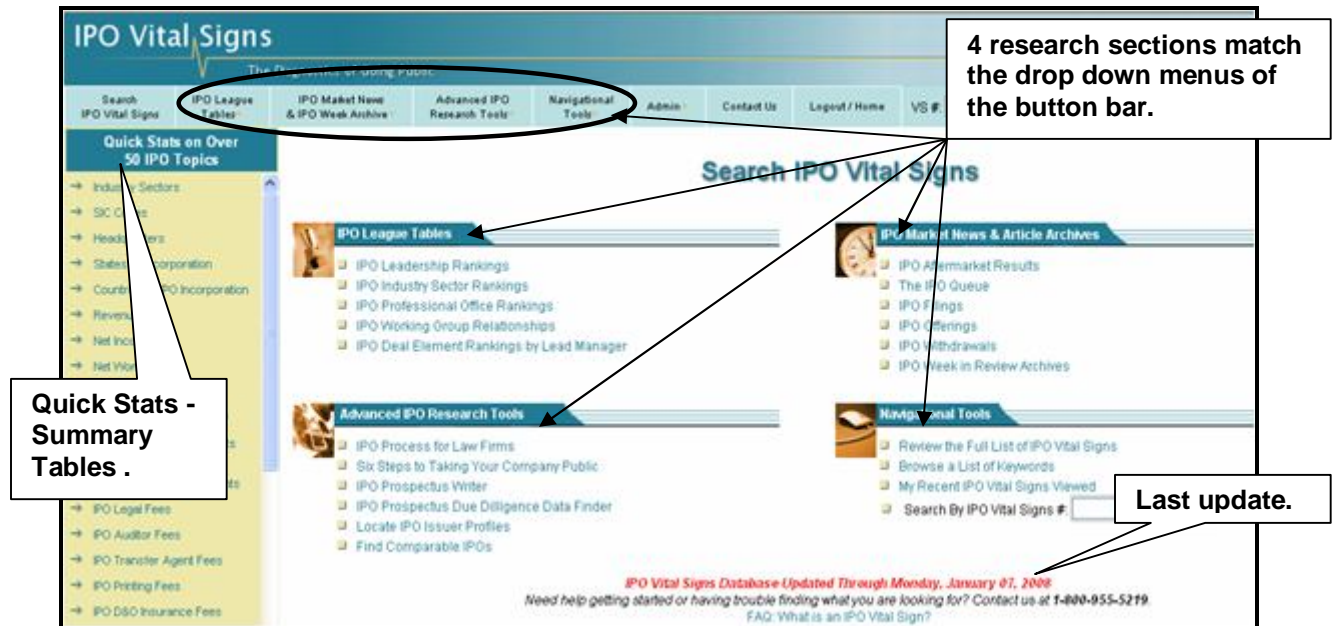 IPO Vital Signs
The Diagnostics of Going Public
Search
IPO Vital Signs
IPO League
Tables
IPO Market News
& IPO Week Archive
Advanced IPO
Research Tools
Navigational
Tools
Admin
Contact Us
Logout / Home
VS #:
4 research sections match
the drop down menus of
the button bar.
Quick Stats on Over
50 IPO Topics
Industry Sectors
SIC Codes
Headquarters
States
Incorporation
IPO Incorporation
Net
Quick Stats -
Summary
Tables .
IPO Legal Fees
IPO Auditor Fees
IPO Transfer Agent Fees
IPO Printing Fees
IPO D&O Insurance Fees
Search IPO Vital Signs
IPO League Tables
IPO Leadership Rankings
IPO Industry Sector Rankings
IPO Professional Office Rankings
IPO Working Group Relationships
IPO Deal Element Rankings by Lead Manager
IPO Market News & Article Archives
IPO Aftermarket Results
The IPO Queue
IPO Filings
IPO Offerings
IPO Withdrawals
IPO Week in Review Archives
Advanced IPO Research Tools
IPO Process for Law Firms
Six Steps to Taking Your Company Public
IPO Prospectus Writer
IPO Prospectus Due Dilligence Data Finder
Locate IPO Issuer Profiles
Find Comparable IPOs
Navigational Tools
Review the Full List of IPO Vital Signs
Browse a List of Keywords
My Recent IPO Vital Signs Viewed
Search By IPO Vital Signs #:
Last update.
IPO Vital Signs Database Updated Through Monday, January 07, 2008
Need help getting started or having trouble finding what you are looking for? Contact us at 1-800-955-5219.
FAQ: What is an IPO Vital Sign?